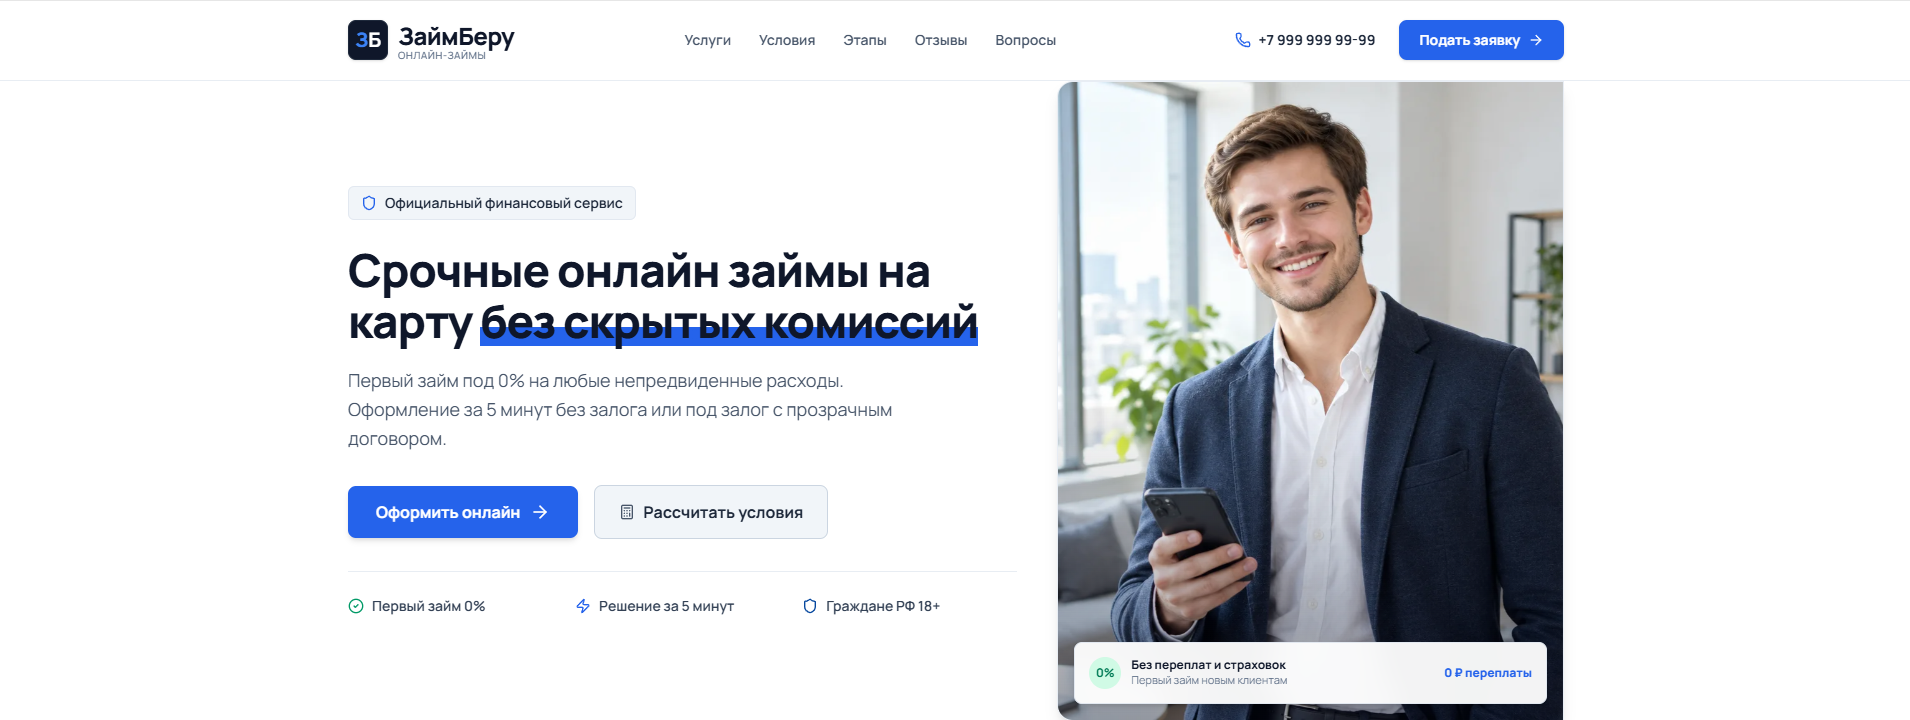 ЗБ
ЗаймБеру
ОНЛАЙН-ЗАЙМЫ
Услуги
Условия
Этапы
Отзывы
Вопросы
+7 999 999 99-99
Подать заявку
Официальный финансовый сервис
Срочные онлайн займы на
карту без скрытых комиссий
Первый займ под 0% на любые непредвиденные расходы.
Оформление за 5 минут без залога или под залог с прозрачным
договором.
Оформить онлайн
Рассчитать условия
Первый займ 0%
Решение за 5 минут
Граждане РФ 18+
0%
Без переплат и страховок
Первый займ новым клиентам
0 ₽ переплаты